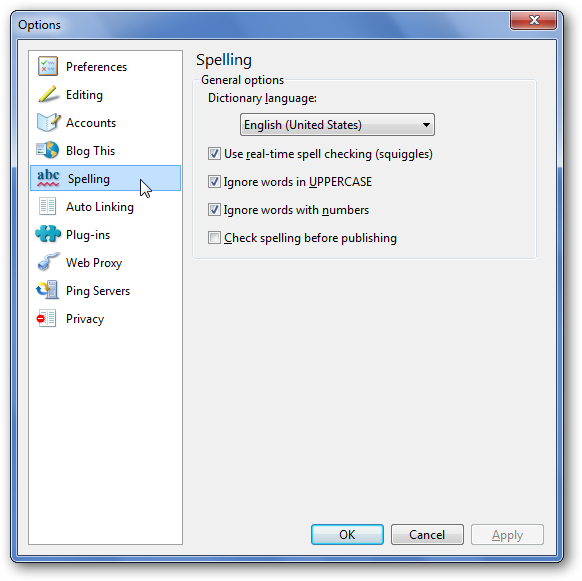 Options
Preferences
Editing
Accounts
Blog This
abc Spelling
Auto Linking
Plug-ins
Web Proxy
Ping Servers
Privacy
Spelling
General options
Dictionary language:
English (United States)
Use real-time spell checking (squiggles)
Ignore words in UPPERCASE
Ignore words with numbers
Check spelling before publishing
OK Cancel Apply